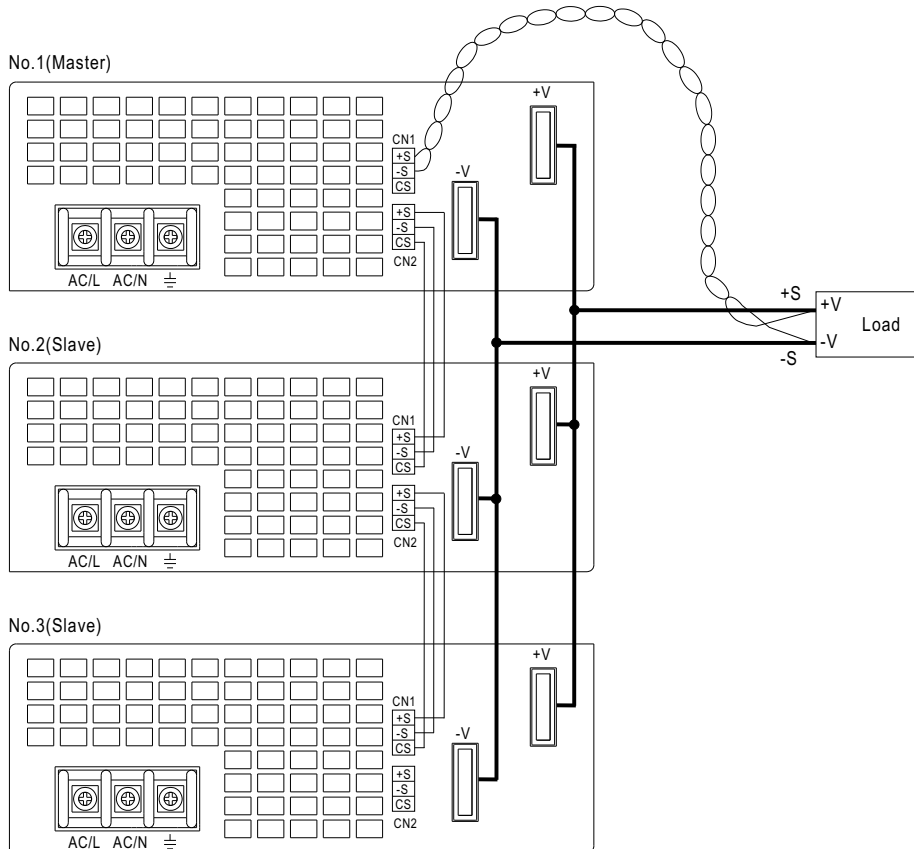 No.1(Master)
+V
CN1
+S
-S
CS
-V
+S
-S
CS
CN2
AC/L AC/N
+S
+V
Load
-V
-S
No.2(Slave)
+V
CN1
+S
-S
CS
-V
+S
-S
CS
CN2
AC/L AC/N
No.3(Slave)
+V
CN1
+S
-S
CS
-V
+S
-S
CS
CN2
AC/L AC/N